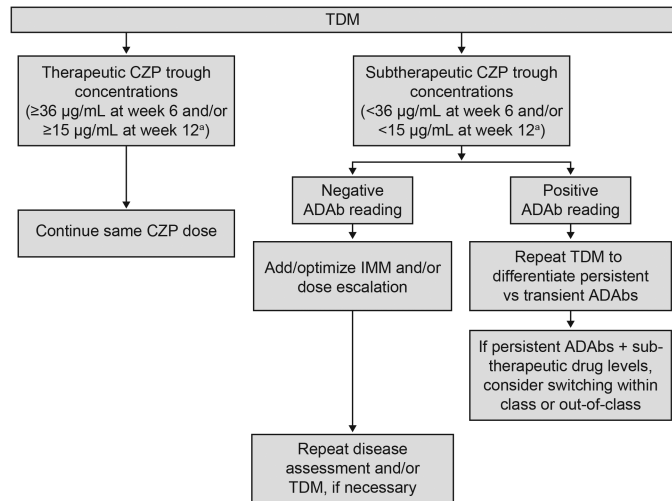 TDM
Therapeutic CZP trough
concentrations
(≥36 µg/mL at week 6 and/or
≥15 µg/mL at week 12ᵃ)
Subtherapeutic CZP trough
concentrations
(<36 µg/mL at week 6 and/or
<15 µg/mL at week 12ᵃ)
Continue same CZP dose
Negative
ADAb reading
Positive
ADAb reading
Add/optimize IMM and/or
dose escalation
Repeat TDM to
differentiate persistent
vs transient ADAbs
If persistent ADAbs + sub-
therapeutic drug levels,
consider switching within
class or out-of-class
Repeat disease
assessment and/or
TDM, if necessary